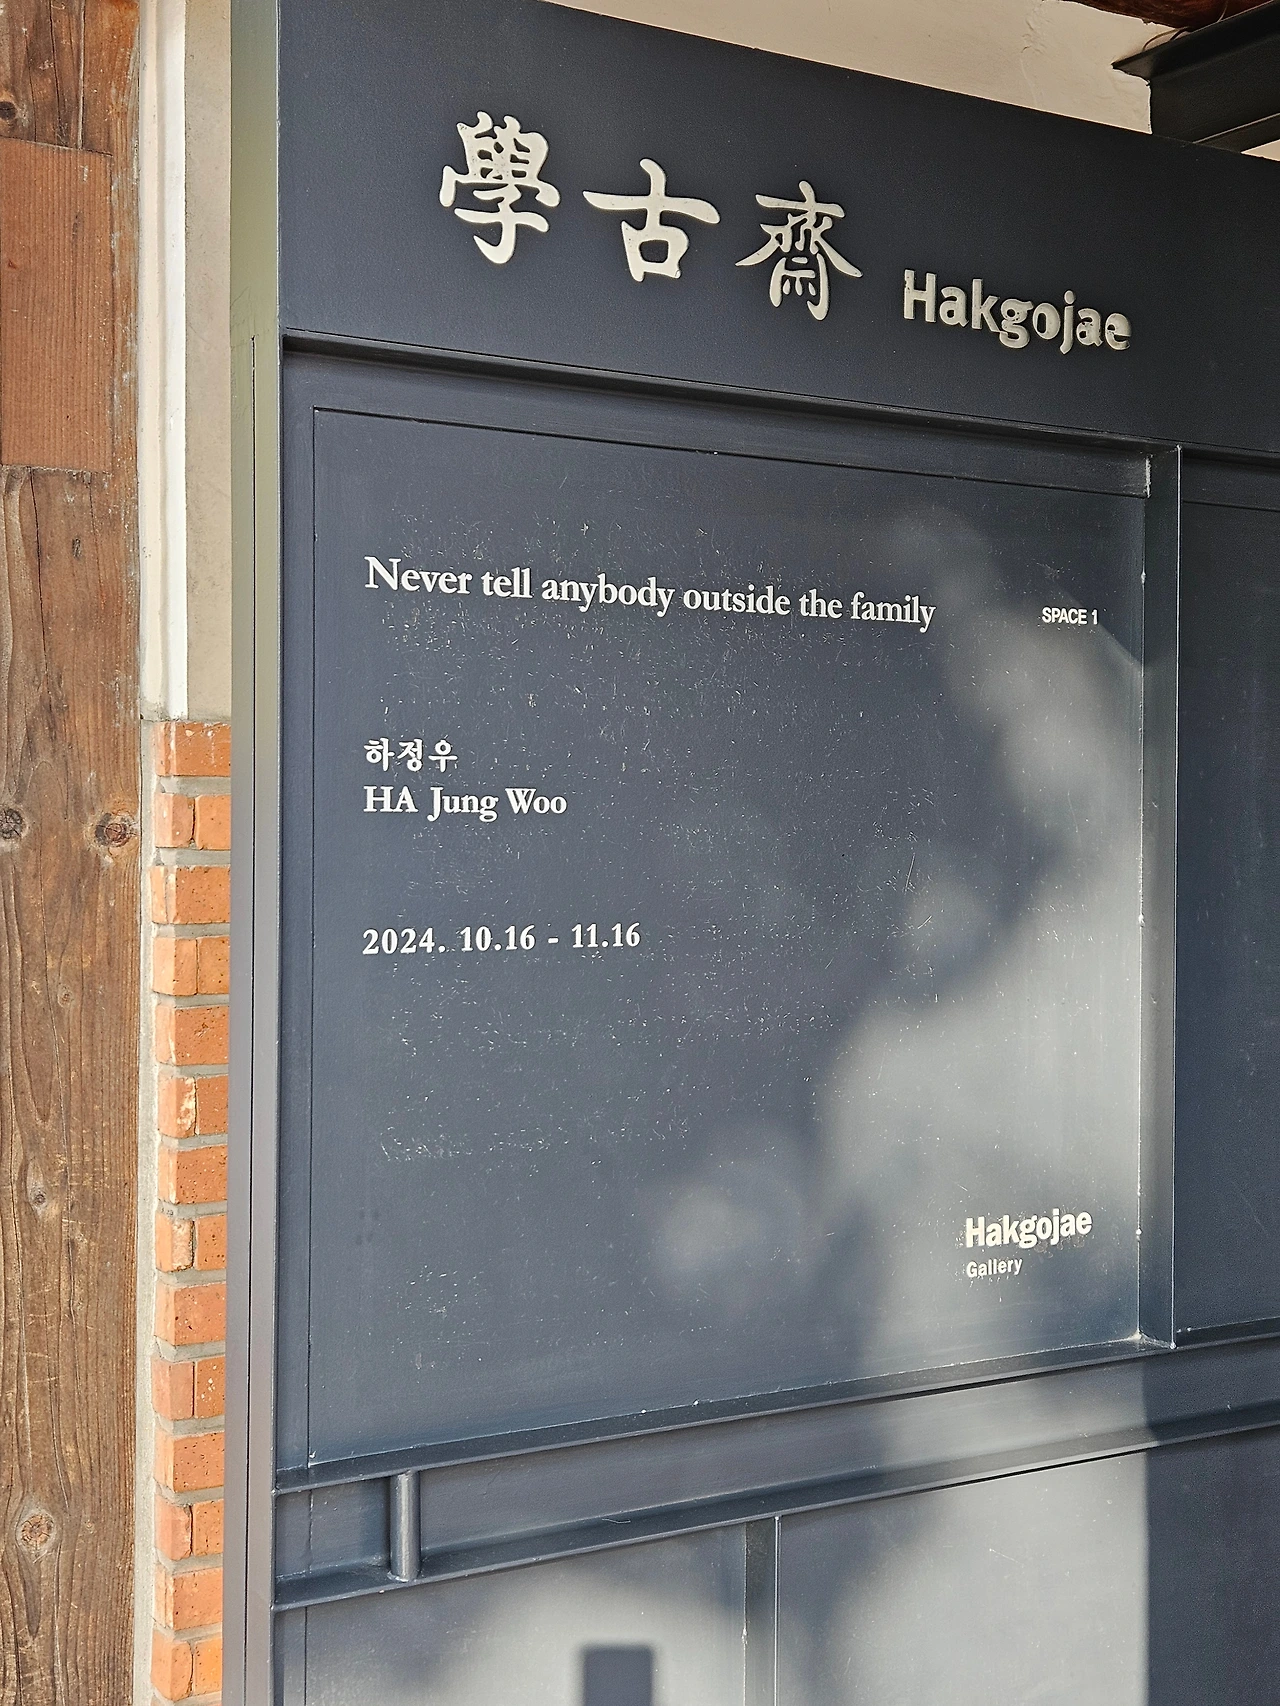 學古齋 Hakgojae
Never tell anybody outside the family SPACE 1
하정우
HA Jung Woo
2024. 10.16 - 11.16
Hakgojae
Gallery